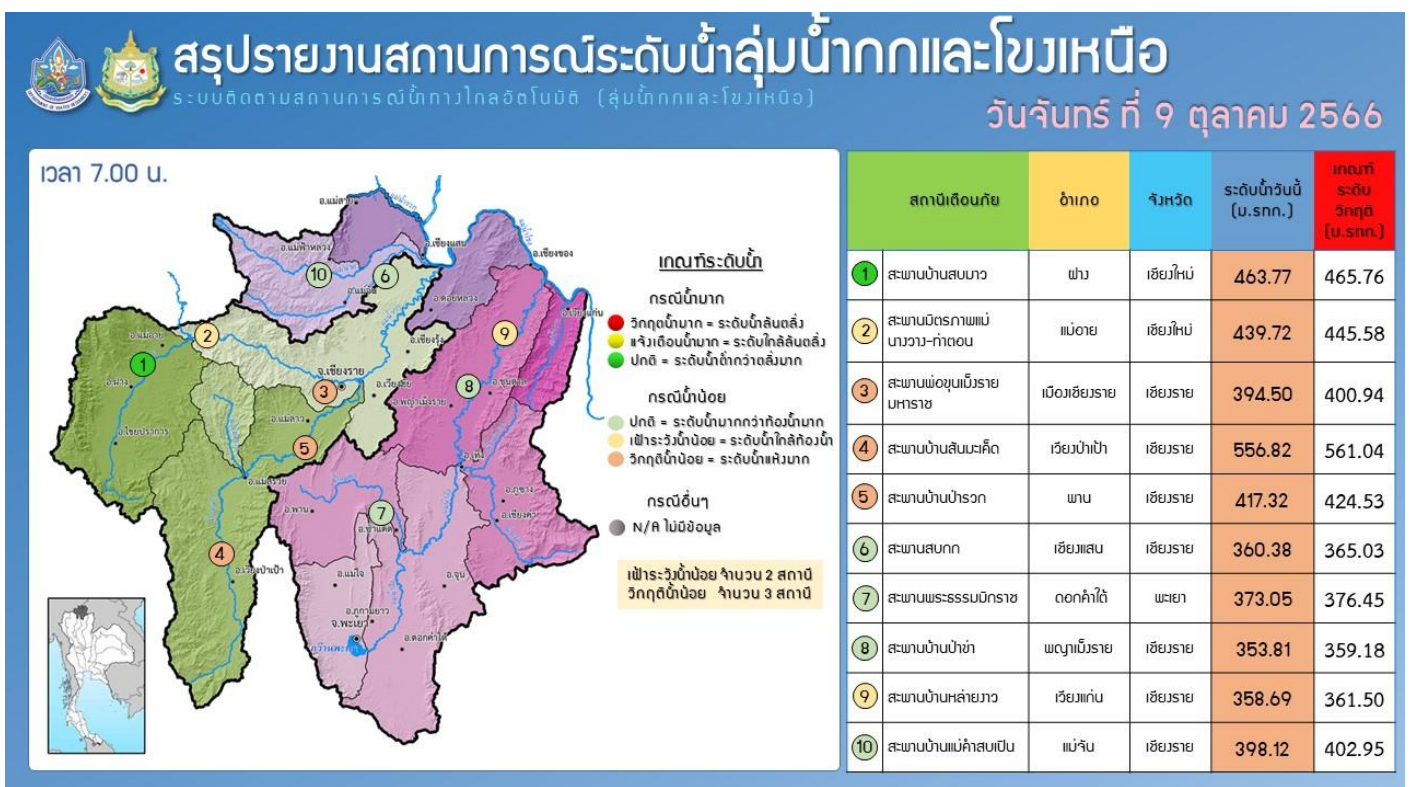 สรุปรายงานสถานการณ์ระดับน้ำลุ่มน้ำกกและโขงเหนือ
ระบบติดตามสถานการณ์น้ำทางไกลอัตโนมัติ (ลุ่มน้ำกกและโขงเหนือ)
วันจันทร์ ที่ 9 ตุลาคม 2566
เวลา 7.00 น.
อ.แม่สาย
อ.แม่ฟ้าหลวง
อ.เชียงแสน
อ.เชียงของ
10
6
อ.แม่จัน
อ.ดอยหลวง
อ.เวียงแก่น
อ.แม่อาย
2
9
อ.เชียงรุ้ง
1
จ.เชียงราย
อ.ฝาง
3
อ.เวียงชัย
8
อ.ขุนตาล
อ.พญาเม็งราย
อ.แม่ลาว
อ.ไชยปราการ
5
อ.เทิง
อ.แม่สรวย
อ.พาน
อ.ภูซาง
อ.เชียงคำ
7
อ.ป่าแดด
4
อ.เวียงป่าเป้า
อ.แม่ใจ
อ.จุน
อ.ภูกามยาว
จ.พะเยา
อ.ดอกคำใต้
เกณฑ์ระดับน้ำ
กรณีน้ำมาก
วิกฤตน้ำมาก = ระดับน้ำล้นตลิ่ง
แจ้งเตือนน้ำมาก = ระดับใกล้ล้นตลิ่ง
ปกติ = ระดับน้ำต่ำกว่าตลิ่งมาก
กรณีน้ำน้อย
ปกติ = ระดับน้ำมากกว่าท้องน้ำมาก
เฝ้าระวังน้ำน้อย = ระดับน้ำใกล้ท้องน้ำ
วิกฤติน้ำน้อย = ระดับน้ำแห้งมาก
กรณีอื่นๆ
N/A ไม่มีข้อมูล
เฝ้าระวังน้ำน้อย จำนวน 2 สถานี
วิกฤติน้ำน้อย จำนวน 3 สถานี
สถานีเตือนภัย อำเภอ จังหวัด ระดับน้ำวันนี้ (ม.รทก.) เกณฑ์ระดับวิกฤติ (ม.รทก.)
1 สะพานบ้านสบมาว ฝาง เชียงใหม่ 463.77 465.76
2 สะพานมิตรภาพแม่นางวาง-ท่าตอน แม่อาย เชียงใหม่ 439.72 445.58
3 สะพานพ่อขุนเม็งรายมหาราช เมืองเชียงราย เชียงราย 394.50 400.94
4 สะพานบ้านสันมะเค็ด เวียงป่าเป้า เชียงราย 556.82 561.04
5 สะพานบ้านป่ารวก พาน เชียงราย 417.32 424.53
6 สะพานสบกก เชียงแสน เชียงราย 360.38 365.03
7 สะพานพระธรรมมิกราช ดอกคำใต้ พะเยา 373.05 376.45
8 สะพานบ้านป่าข่า พญาเม็งราย เชียงราย 353.81 359.18
9 สะพานบ้านหล่ายงาว เวียงแก่น เชียงราย 358.69 361.50
10 สะพานบ้านแม่คำสบเปิน แม่จัน เชียงราย 398.12 402.95